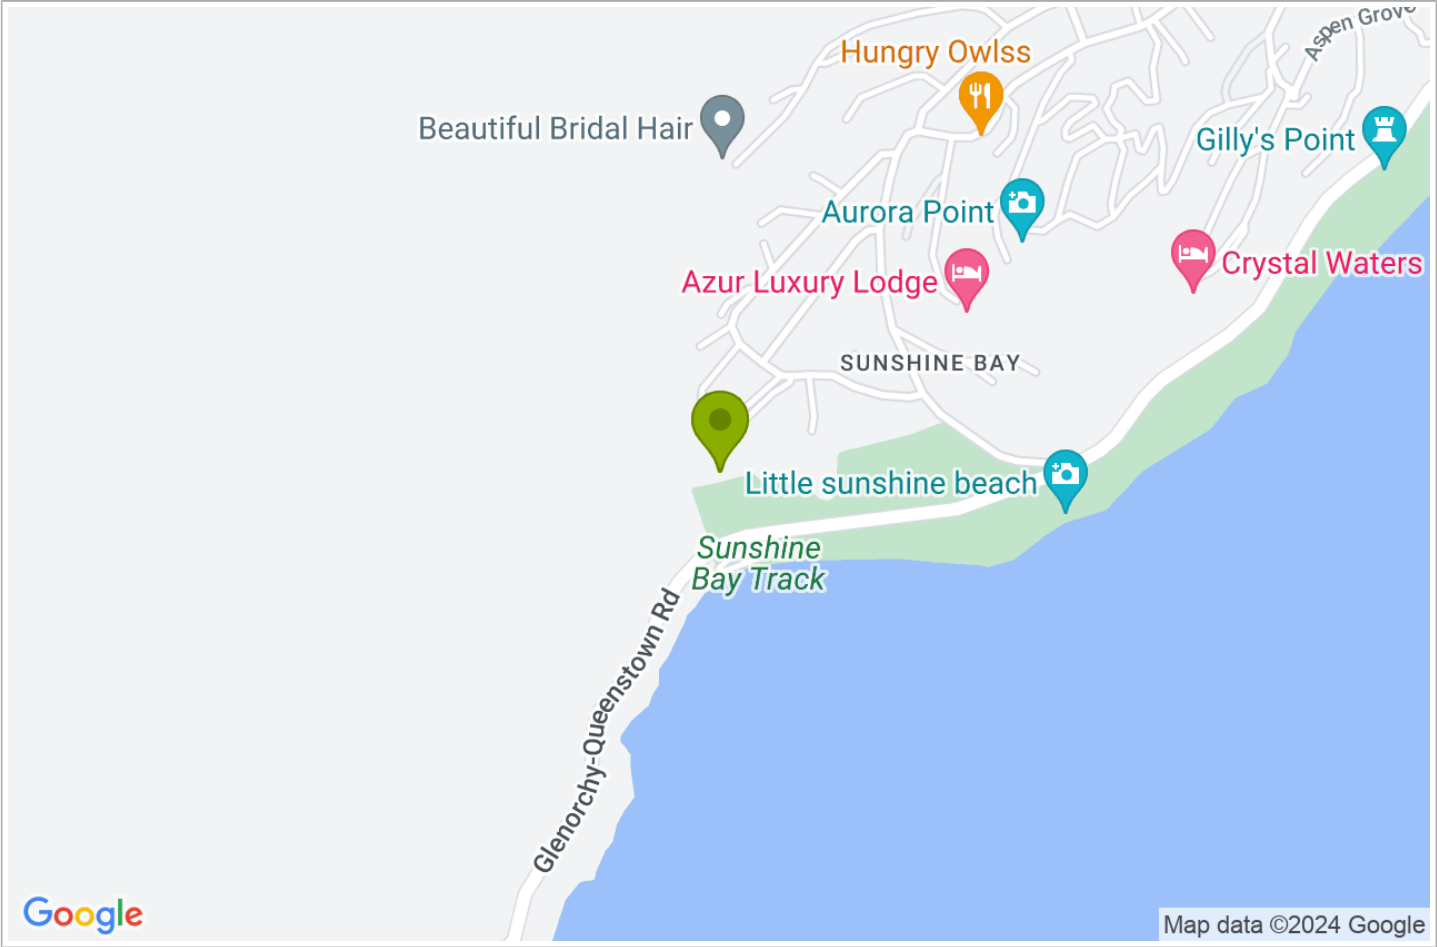 Aspen Grove
Hungry Owlss
Beautiful Bridal Hair
Gilly's Point
Aurora Point
Crystal Waters
Azur Luxury Lodge
SUNSHINE BAY
Little sunshine beach
Sunshine
Bay Track
Glenorchy-Queenstown Rd
Google
Map data ©2024 Google